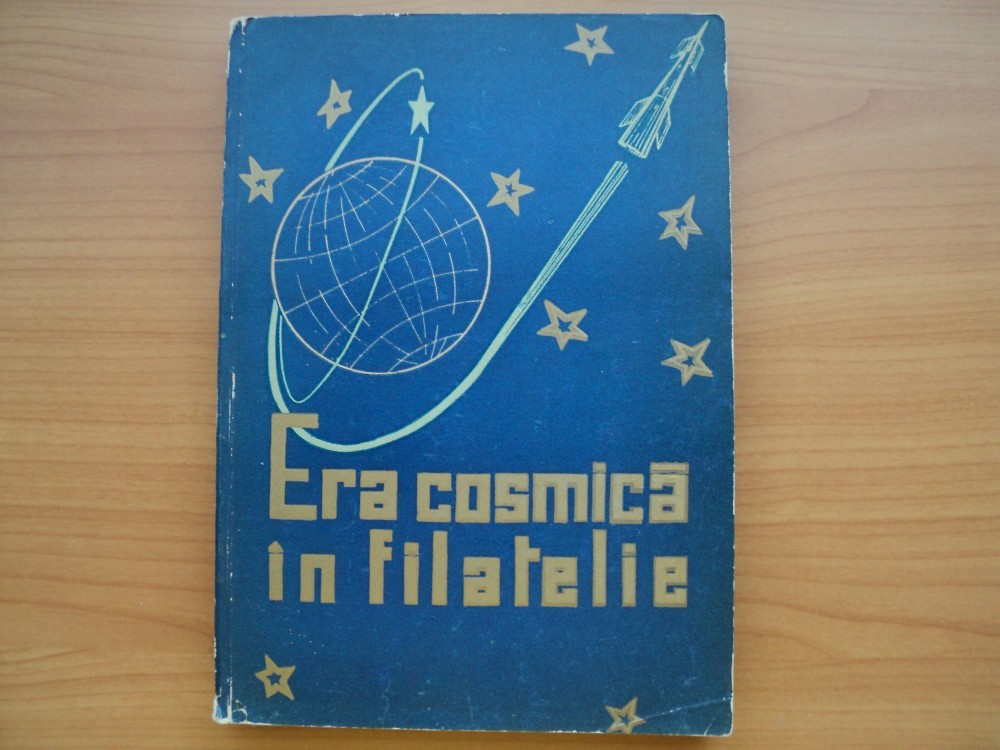 Era cosmică
în filatelie